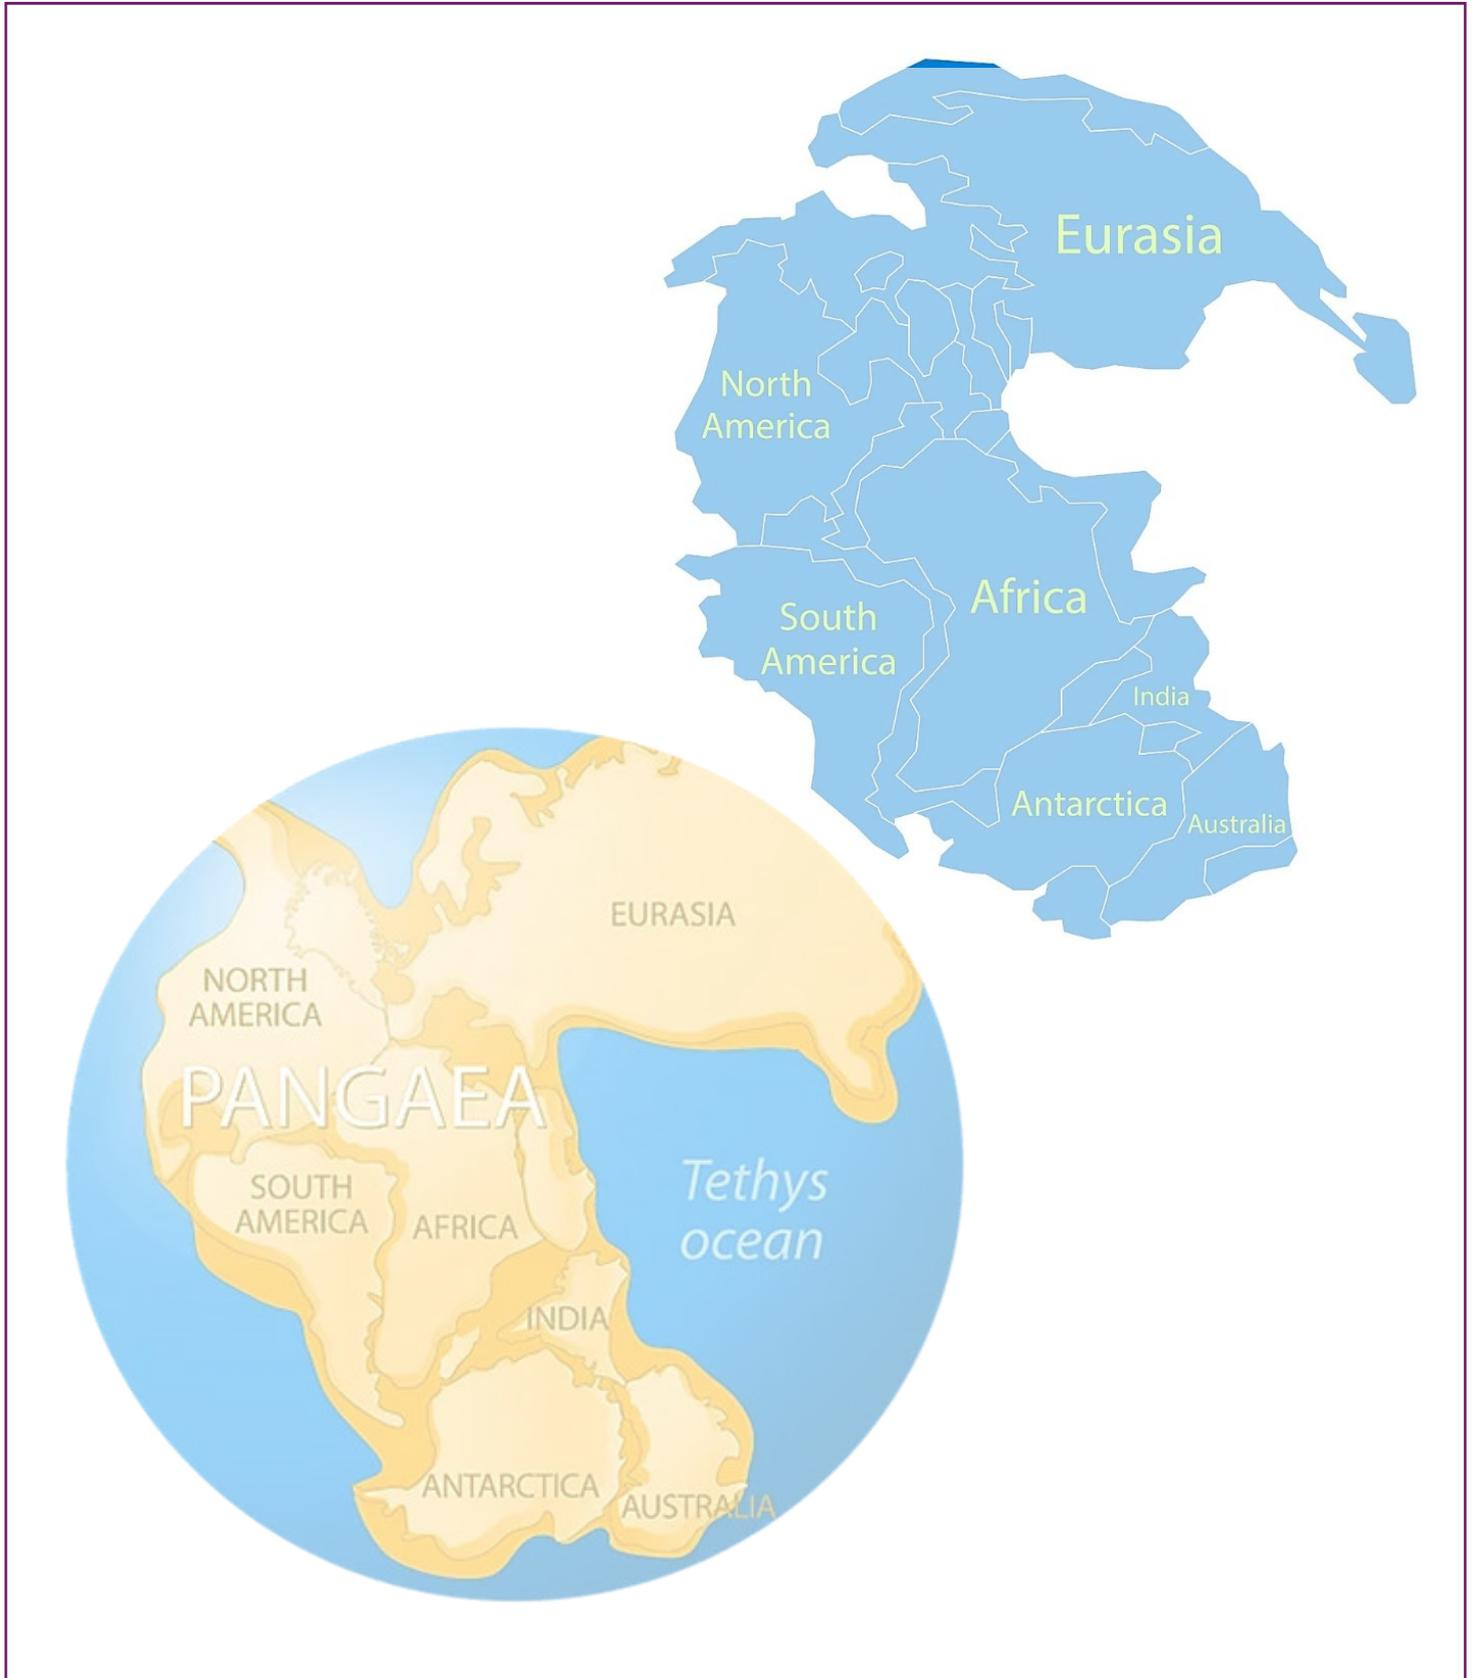 Eurasia
North
America
Africa
South
America
India
Antarctica
Australia
EURASIA
NORTH
AMERICA
PANGAEA
Tethys
ocean
SOUTH
AMERICA
AFRICA
INDIA
ANTARCTICA
AUSTRALIA